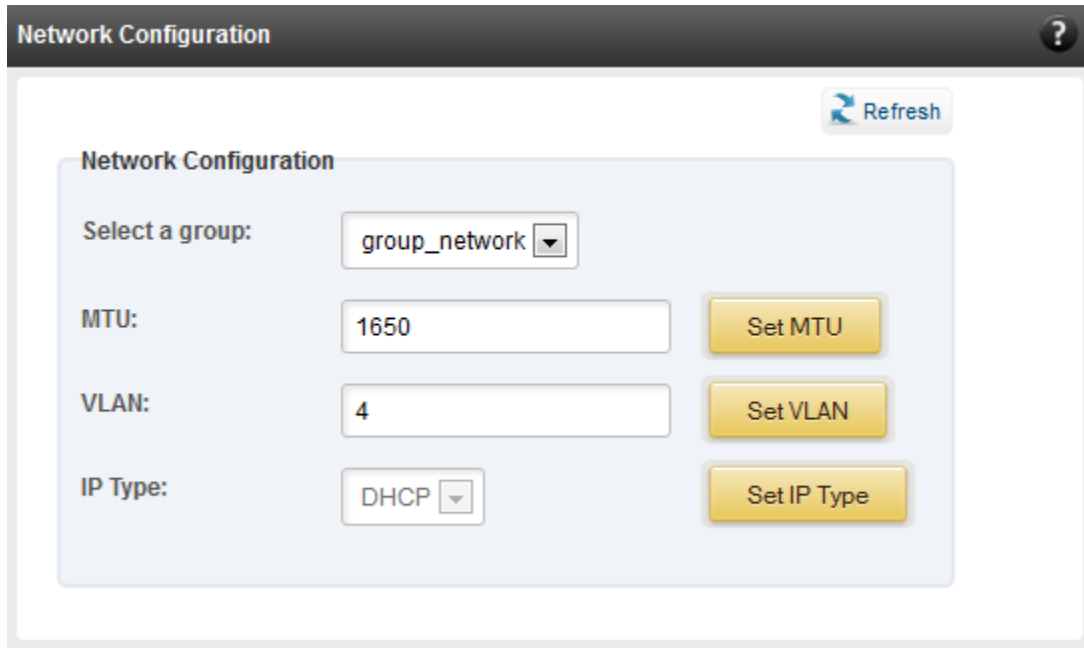 Network Configuration
?
Refresh
Network Configuration
Select a group: group_network
MTU: 1650 Set MTU
VLAN: 4 Set VLAN
IP Type: DHCP Set IP Type